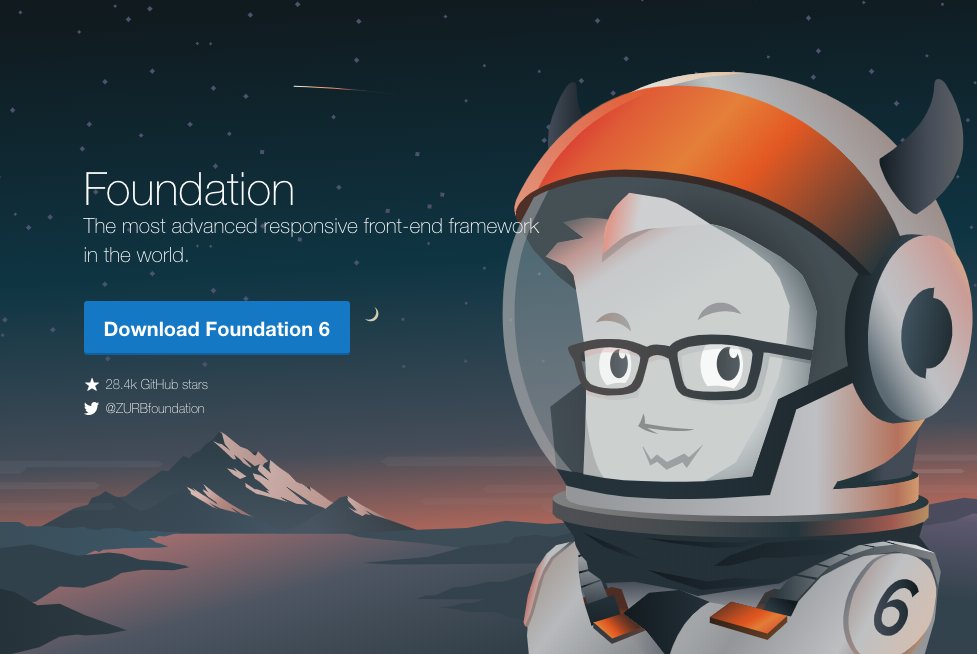 Foundation
The most advanced responsive front-end framework
in the world.
Download Foundation 6
28.4k GitHub stars
@ZURBfoundation
6